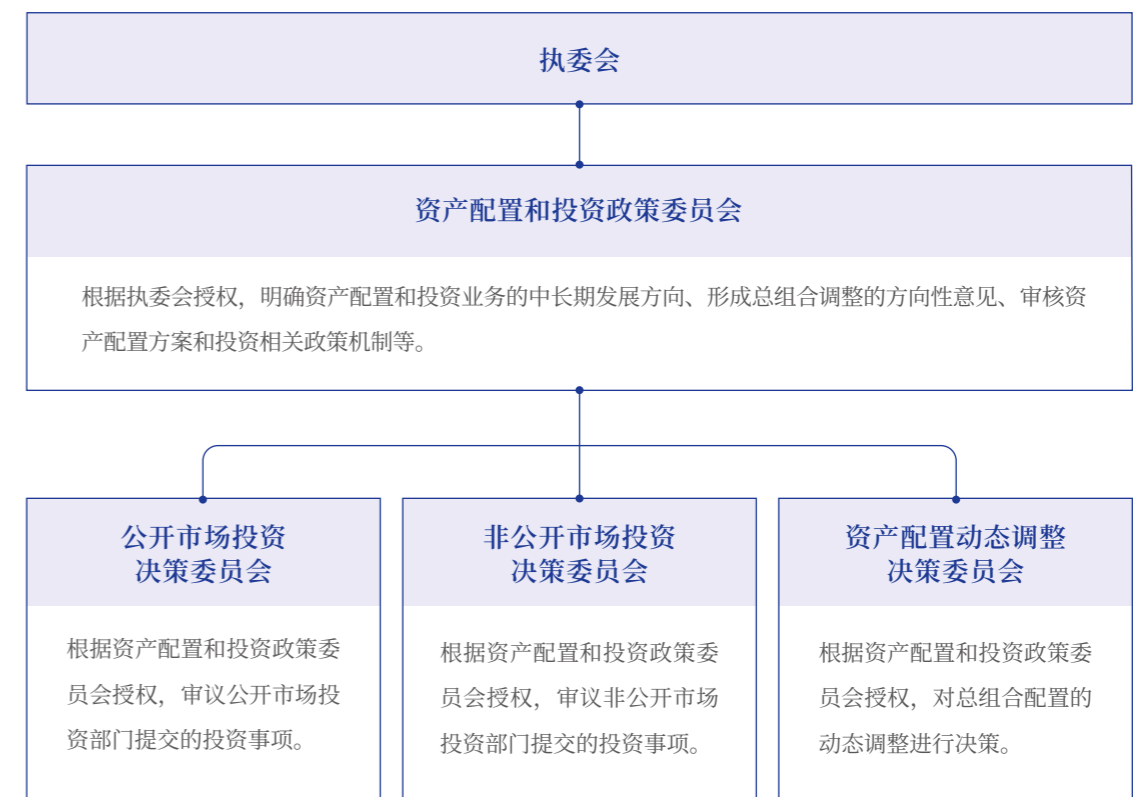 执委会
资产配置和投资政策委员会
根据执委会授权，明确资产配置和投资业务的中长期发展方向、形成总组合调整的方向性意见、审核资
产配置方案和投资相关政策机制等。
公开市场投资
决策委员会
根据资产配置和投资政策委
员会授权，审议公开市场投
资部门提交的投资事项。
非公开市场投资
决策委员会
根据资产配置和投资政策委
员会授权，审议非公开市场
投资部门提交的投资事项。
资产配置动态调整
决策委员会
根据资产配置和投资政策委
员会授权，对总组合配置的
动态调整进行决策。